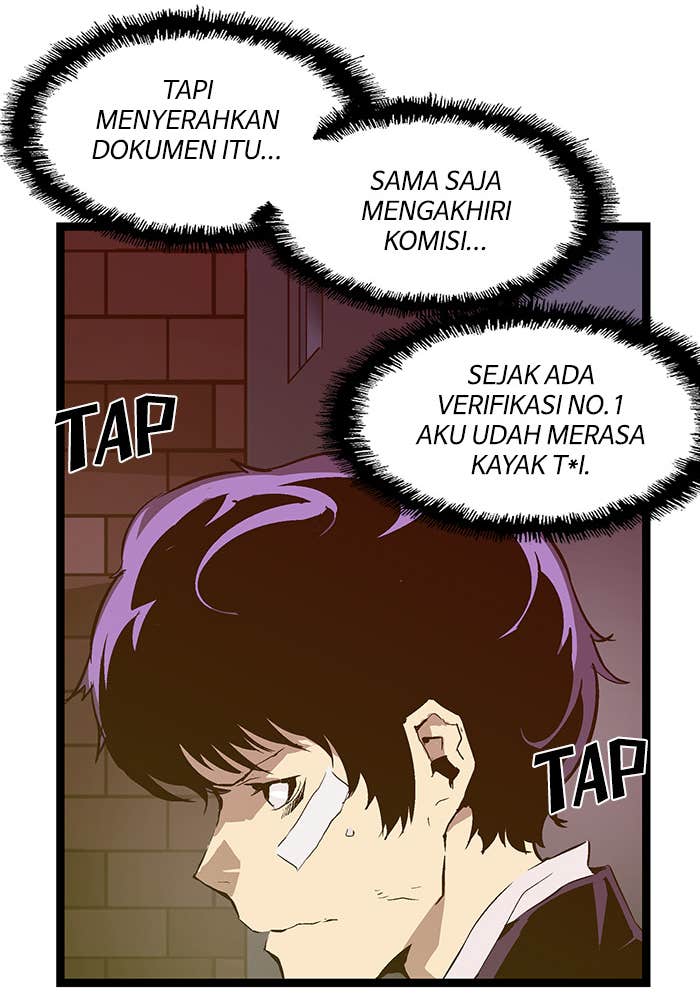 TAPI
MENYERAHKAN
DOKUMEN ITU...
SAMA SAJA
MENGAKHIRI
KOMISI...
SEJAK ADA
VERIFIKASI NO.1
AKU UDAH MERASA
KAYAK T*I.
TAP
TAP